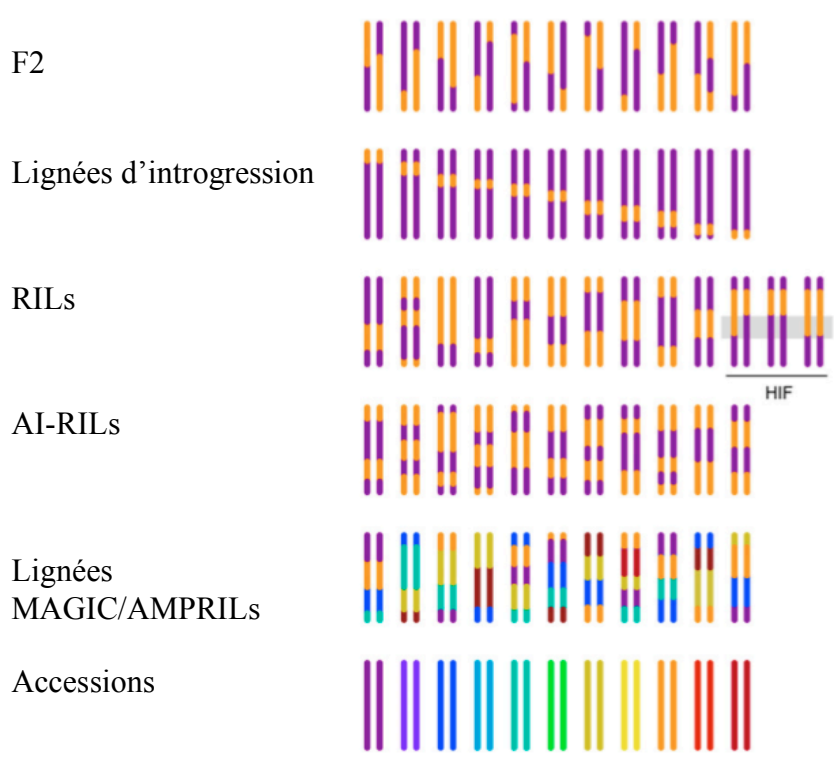 F2
Lignées d’introgression
RILs
HIF
AI-RILs
Lignées
MAGIC/AMPRILs
Accessions